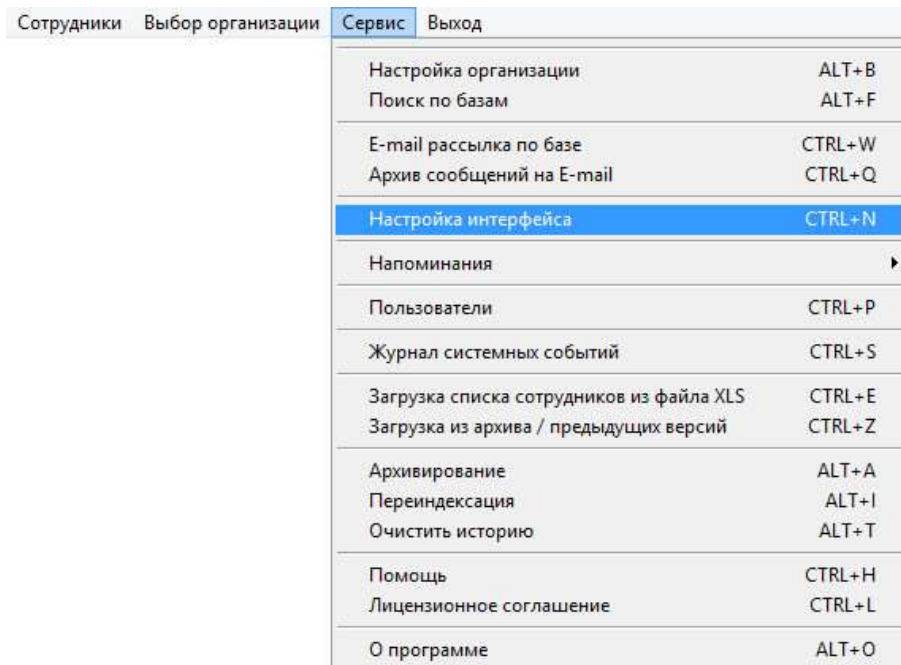 Сотрудники Выбор организации Сервис Выход
Настройка организации ALT+B
Поиск по базам ALT+F
E-mail рассылка по базе CTRL+W
Архив сообщений на E-mail CTRL+Q
Настройка интерфейса CTRL+N
Напоминания
Пользователи CTRL+P
Журнал системных событий CTRL+S
Загрузка списка сотрудников из файла XLS CTRL+E
Загрузка из архива / предыдущих версий CTRL+Z
Архивирование ALT+A
Переиндексация ALT+I
Очистить историю ALT+T
Помощь CTRL+H
Лицензионное соглашение CTRL+L
О программе ALT+O